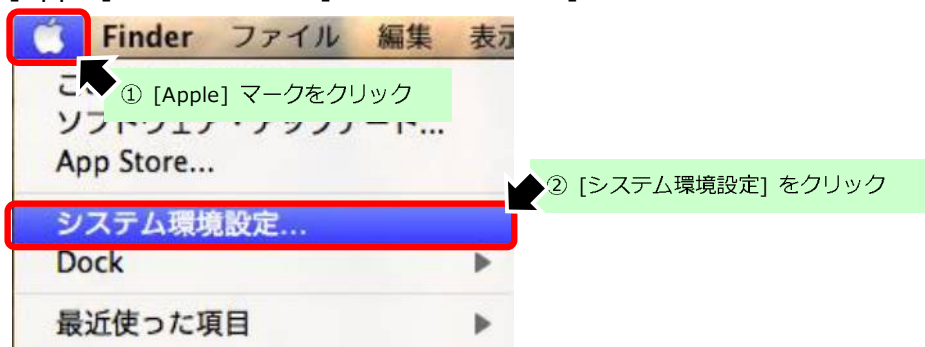 Finder ファイル 編集
① [Apple] マークをクリック
App Store...
② [システム環境設定] をクリック
システム環境設定...
Dock
最近使った項目